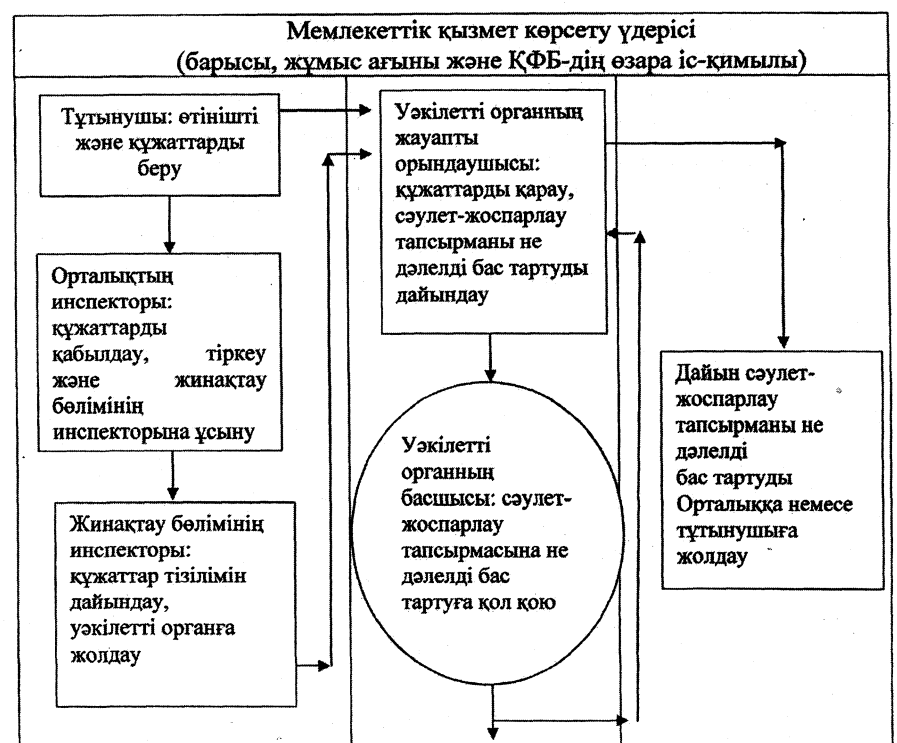 Мемлекеттік қызмет көрсету үдерісі
(барысы, жұмыс ағыны және ҚФБ-дің өзара іс-қимылы)
Тұтынушы: өтінішті
және құжаттарды
беру
Орталықтың
инспекторы:
құжаттарды
қабылдау, тіркеу
және жинақтау
бөлімінің
инспекторына ұсыну
Жинақтау бөлімінің
инспекторы:
құжаттар тізілімін
дайындау,
уәкілетті органға
жолдау
Уәкілетті органның
жауапты
орындаушысы:
құжаттарды қарау,
сәулет-жоспарлау
тапсырманы не
дәлелді бас тартуды
дайындау
Уәкілетті
органның
басшысы: сәулет-
жоспарлау
тапсырмасына не
дәлелді бас
тартуға қол қою
Дайын сәулет-
жоспарлау
тапсырманы не
дәлелді
бас тартуды
Орталыққа немесе
тұтынушыға
жолдау